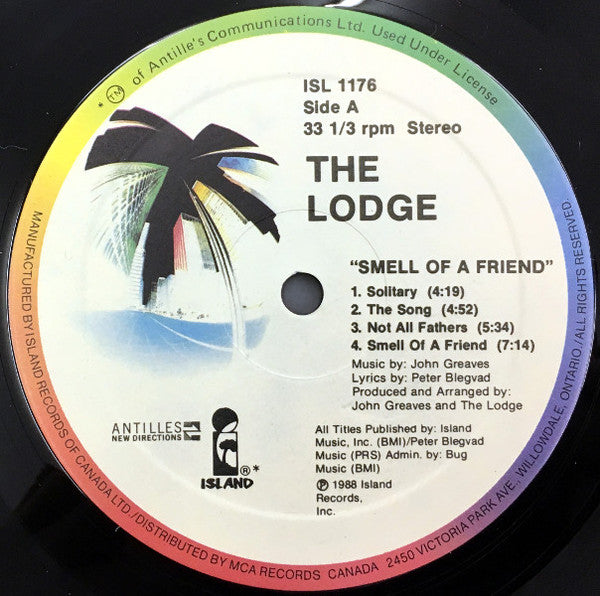 * TM of Antille's Communications Ltd. Used Under License
ISL 1176
Side A
33 1/3 rpm Stereo
THE
LODGE
"SMELL OF A FRIEND"
1. Solitary (4:19)
2. The Song (4:52)
3. Not All Fathers (5:34)
4. Smell Of A Friend (7:14)
Music by: John Greaves
Lyrics by: Peter Blegvad
Produced and Arranged by:
John Greaves and The Lodge
All Titles Published by: Island
Music, Inc. (BMI)/Peter Blegvad
Music (PRS) Admin. by: Bug
Music (BMI)
℗ 1988 Island
Records,
Inc.
ANTILLES
NEW DIRECTIONS
ISLAND ®*
MANUFACTURED BY ISLAND RECORDS OF CANADA LTD./DISTRIBUTED BY MCA RECORDS CANADA 2450 VICTORIA PARK AVE., WILLOWDALE, ONTARIO./ALL RIGHTS RESERVED.